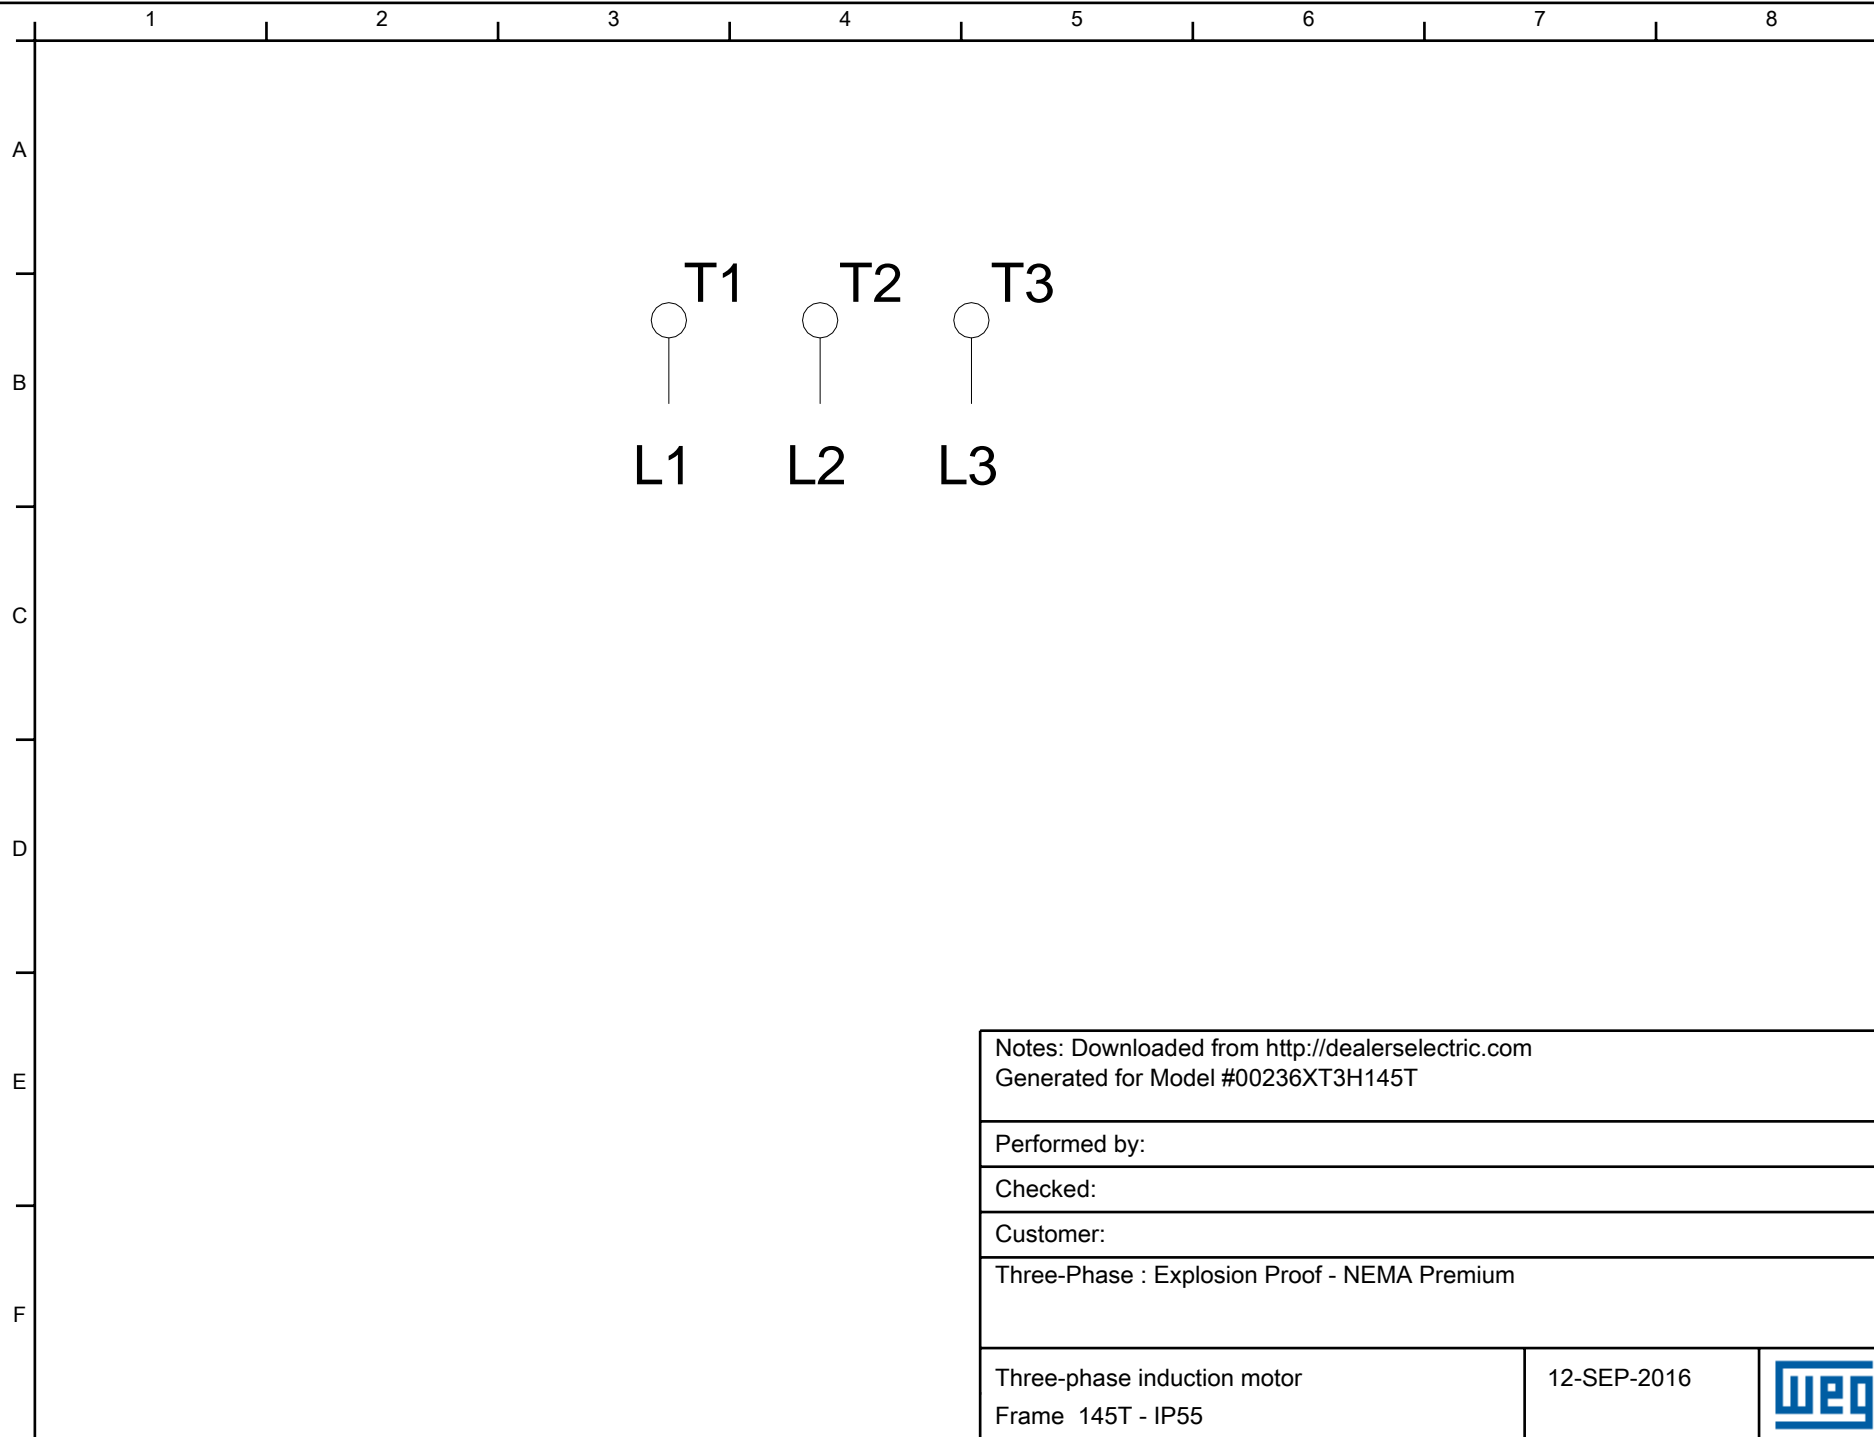 1 2 3 4 5 6 7 8
A
T1 T2 T3
B
L1 L2 L3
C
D
E
Notes: Downloaded from http://dealerselectric.com
Generated for Model #00236XT3H145T
Performed by:
Checked:
Customer:
Three-Phase : Explosion Proof - NEMA Premium
F
Three-phase induction motor
Frame 145T - IP55
12-SEP-2016
weg